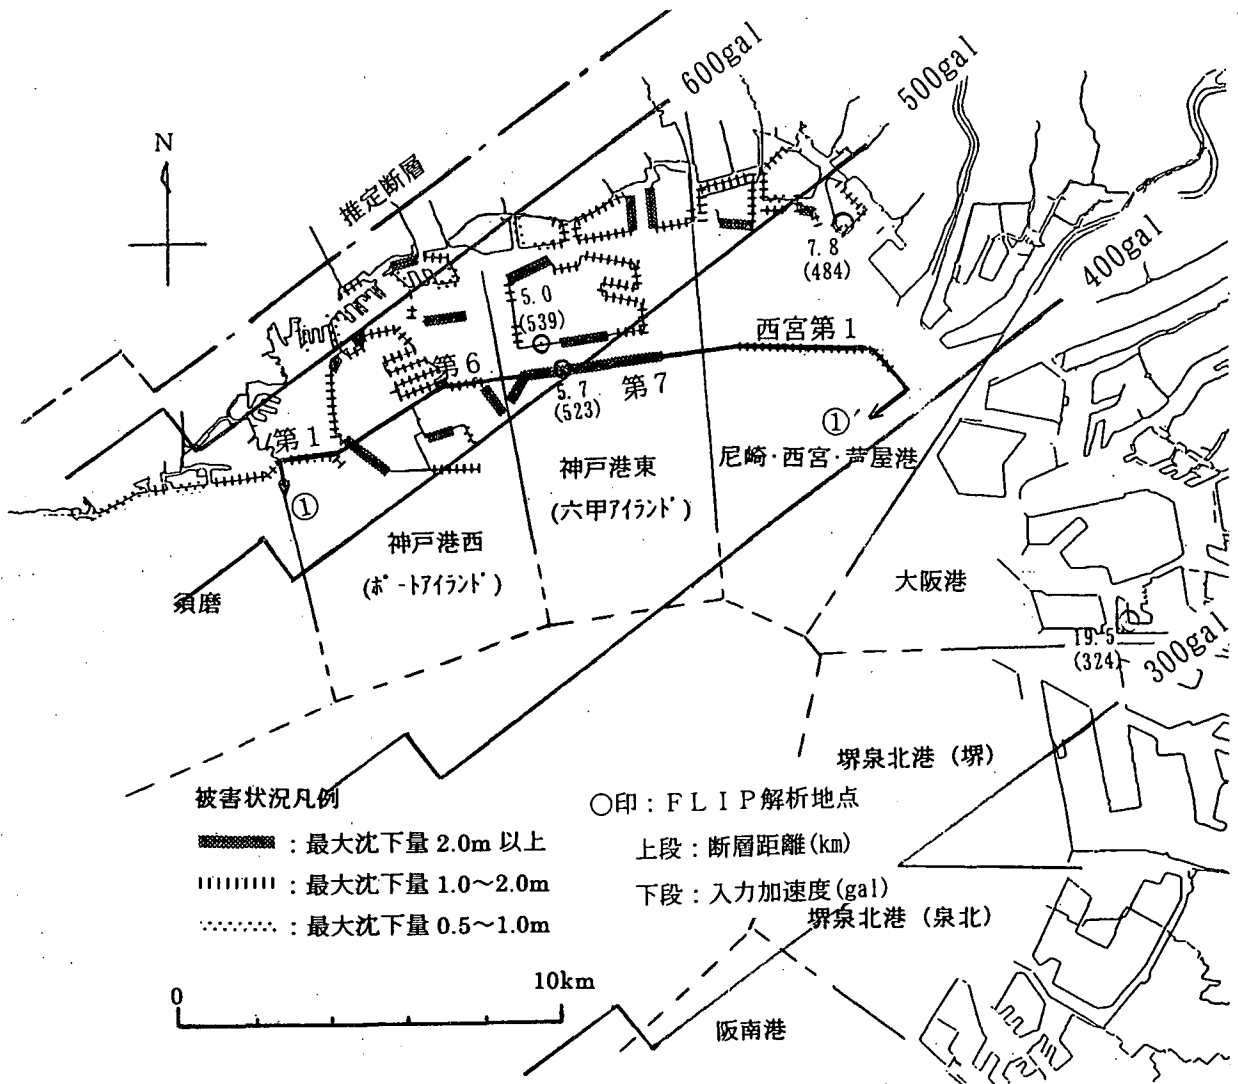 600gal
500gal
N
推定断層
400gal
7.8
(484)
5.0
(539)
西宮第1
第6
5.7
(523)
第7
①′
第1
①
神戸港東
(六甲アイランド)
尼崎・西宮・芦屋港
神戸港西
(ポートアイランド)
須磨
大阪港
19.5
(324)
300gal
堺泉北港 (堺)
被害状況凡例
:最大沈下量 2.0m 以上
:最大沈下量 1.0～2.0m
:最大沈下量 0.5～1.0m
○印:FLIP解析地点
上段:断層距離(km)
下段:入力加速度(gal)
堺泉北港 (泉北)
0
10km
阪南港